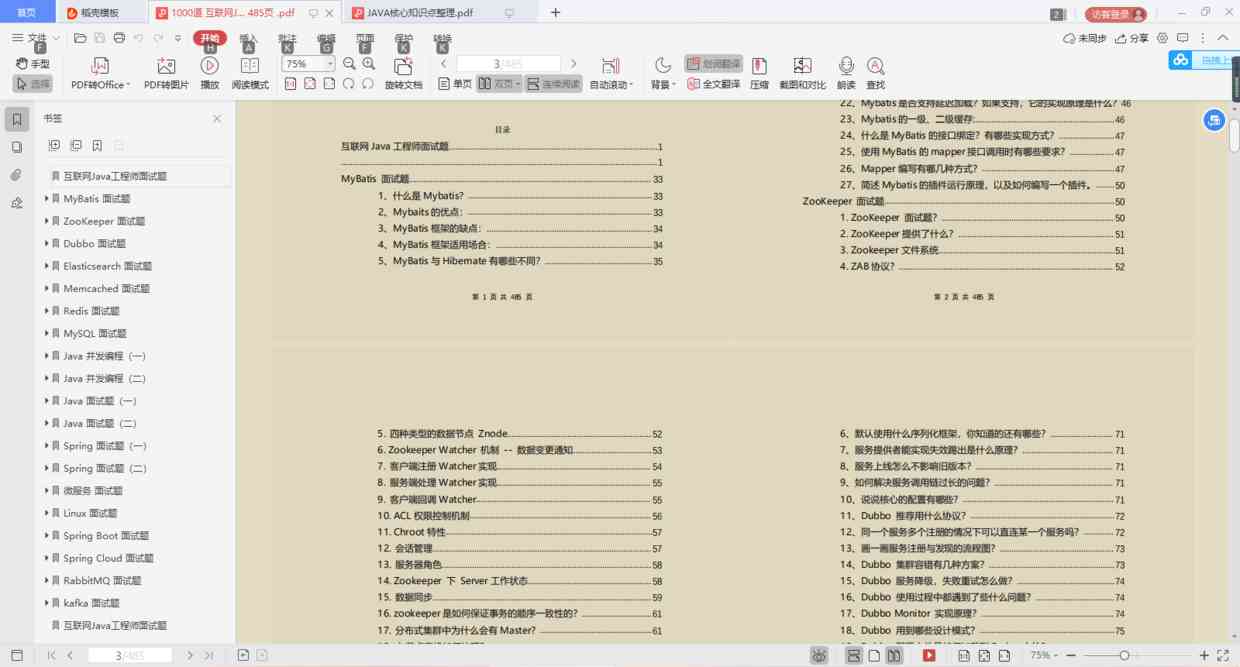 首页
稻壳模板
1000道 互联网J... 485页 .pdf
JAVA核心知识点整理.pdf
2
访客登录
三 文件
开始
插入
批注
编辑
页面
保护
转换
未同步
分享
F
H
A
K
G
F
K
K
手型
选择
PDF转Office
PDF转图片
播放
阅读模式
75%
旋转文档
3/485
单页
双页
连续阅读
自动滚动
背景
划词翻译
全文翻译
压缩
截图和对比
朗读
查找
拖拽上
书签
互联网Java工程师面试题
MyBatis 面试题
ZooKeeper 面试题
Dubbo 面试题
Elasticsearch 面试题
Memcached 面试题
Redis 面试题
MySQL 面试题
Java 并发编程（一）
Java 并发编程（二）
Java 面试题（一）
Java 面试题（二）
Spring 面试题（一）
Spring 面试题（二）
微服务 面试题
Linux 面试题
Spring Boot 面试题
Spring Cloud 面试题
RabbitMQ 面试题
kafka 面试题
互联网Java工程师面试题
目录
互联网 Java 工程师面试题......1
......1
MyBatis 面试题......33
1、什么是 Mybatis？......33
2、Mybaits 的优点：......33
3、MyBatis 框架的缺点：......34
4、MyBatis 框架适用场合：......34
5、MyBatis 与 Hibernate 有哪些不同？......35
第 1 页 共 485 页
22、Mybatis 是否支持延迟加载？如果支持，它的实现原理是什么？46
23、Mybatis 的一级、二级缓存:......46
24、什么是 MyBatis 的接口绑定？有哪些实现方式？......47
25、使用 MyBatis 的 mapper 接口调用时有哪些要求？......47
26、Mapper 编写有哪几种方式？......47
27、简述 Mybatis 的插件运行原理，以及如何编写一个插件。......50
ZooKeeper 面试题......50
1. ZooKeeper 面试题？......50
2. ZooKeeper 提供了什么？......51
3. Zookeeper 文件系统......51
4. ZAB 协议？......52
第 2 页 共 485 页
5. 四种类型的数据节点 Znode......52
6. Zookeeper Watcher 机制 -- 数据变更通知......53
7. 客户端注册 Watcher 实现......54
8. 服务端处理 Watcher 实现......55
9. 客户端回调 Watcher......55
10. ACL 权限控制机制......56
11. Chroot 特性......57
12. 会话管理......57
13. 服务器角色......58
14. Zookeeper 下 Server 工作状态......58
15. 数据同步......59
16. zookeeper 是如何保证事务的顺序一致性的？......61
17. 分布式集群中为什么会有 Master？......61
6、默认使用什么序列化框架，你知道的还有哪些？......71
7、服务提供者能实现失效踢出是什么原理？......71
8、服务上线怎么不影响旧版本？......71
9、如何解决服务调用链过长的问题？......71
10、说说核心的配置有哪些？......71
11、Dubbo 推荐用什么协议？......72
12、同一个服务多个注册的情况下可以直连某一个服务吗？......72
13、画一画服务注册与发现的流程图？......73
14、Dubbo 集群容错有几种方案？......73
15、Dubbo 服务降级，失败重试怎么做？......74
16、Dubbo 使用过程中都遇到了些什么问题？......74
17、Dubbo Monitor 实现原理？......74
18、Dubbo 用到哪些设计模式？......75
3/485
75%